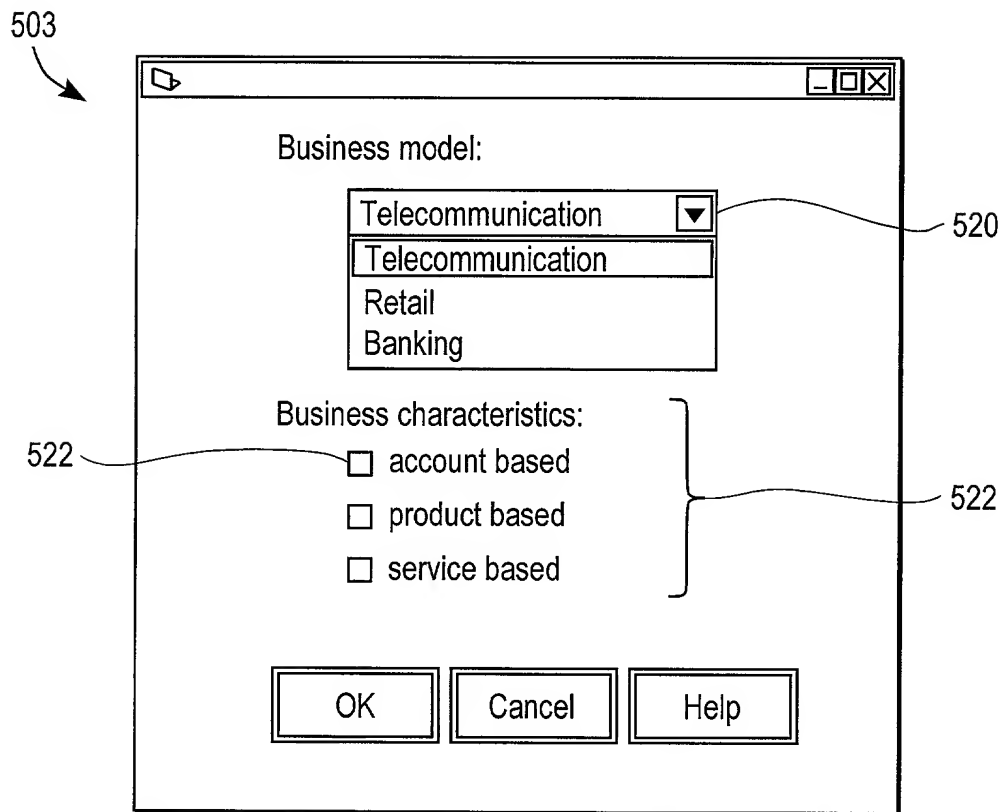 503
Business model:
Telecommunication
520
Telecommunication
Retail
Banking
Business characteristics:
522
account based
product based
522
service based
OK Cancel Help